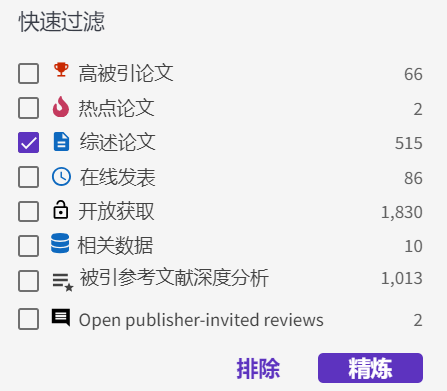 快速过滤
高被引论文 66
热点论文 2
综述论文 515
在线发表 86
开放获取 1,830
相关数据 10
被引参考文献深度分析 1,013
Open publisher-invited reviews 2
排除 精炼